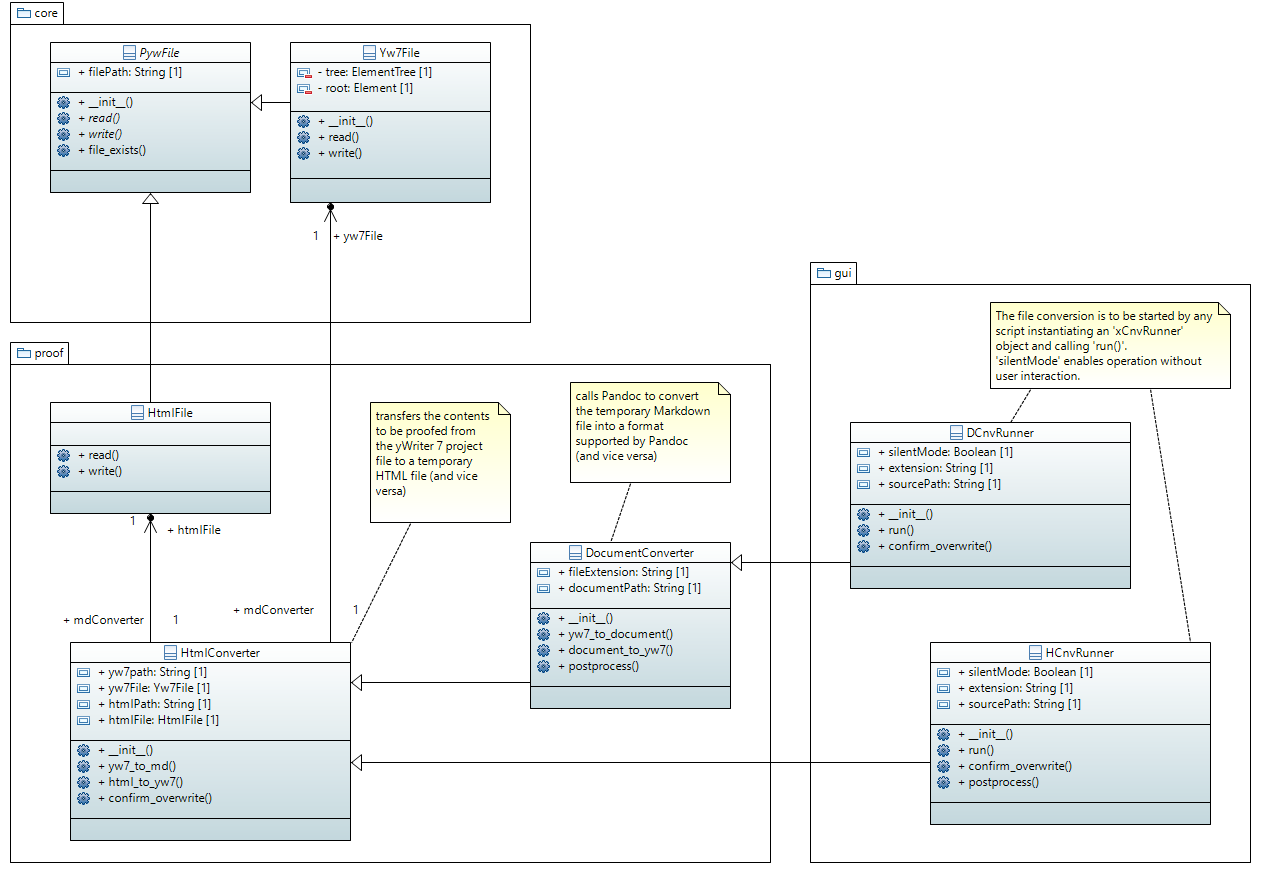 core
PywFile
+ filePath: String [1]
+ __init__()
+ read()
+ write()
+ file_exists()
Yw7File
- tree: ElementTree [1]
- root: Element [1]
+ __init__()
+ read()
+ write()
1
+ yw7File
proof
HtmlFile
+ read()
+ write()
1
+ htmlFile
transfers the contents
to be proofed from
the yWriter 7 project
file to a temporary
HTML file (and vice
versa)
calls Pandoc to convert
the temporary Markdown
file into a format
supported by Pandoc
(and vice versa)
+ mdConverter
1
+ mdConverter
1
HtmlConverter
+ yw7path: String [1]
+ yw7File: Yw7File [1]
+ htmlPath: String [1]
+ htmlFile: HtmlFile [1]
+ __init__()
+ yw7_to_md()
+ html_to_yw7()
+ confirm_overwrite()
DocumentConverter
+ fileExtension: String [1]
+ documentPath: String [1]
+ __init__()
+ yw7_to_document()
+ document_to_yw7()
+ postprocess()
gui
The file conversion is to be started by any
script instantiating an 'xCnvRunner'
object and calling 'run()'.
'silentMode' enables operation without
user interaction.
DCnvRunner
+ silentMode: Boolean [1]
+ extension: String [1]
+ sourcePath: String [1]
+ __init__()
+ run()
+ confirm_overwrite()
HCnvRunner
+ silentMode: Boolean [1]
+ extension: String [1]
+ sourcePath: String [1]
+ __init__()
+ run()
+ confirm_overwrite()
+ postprocess()